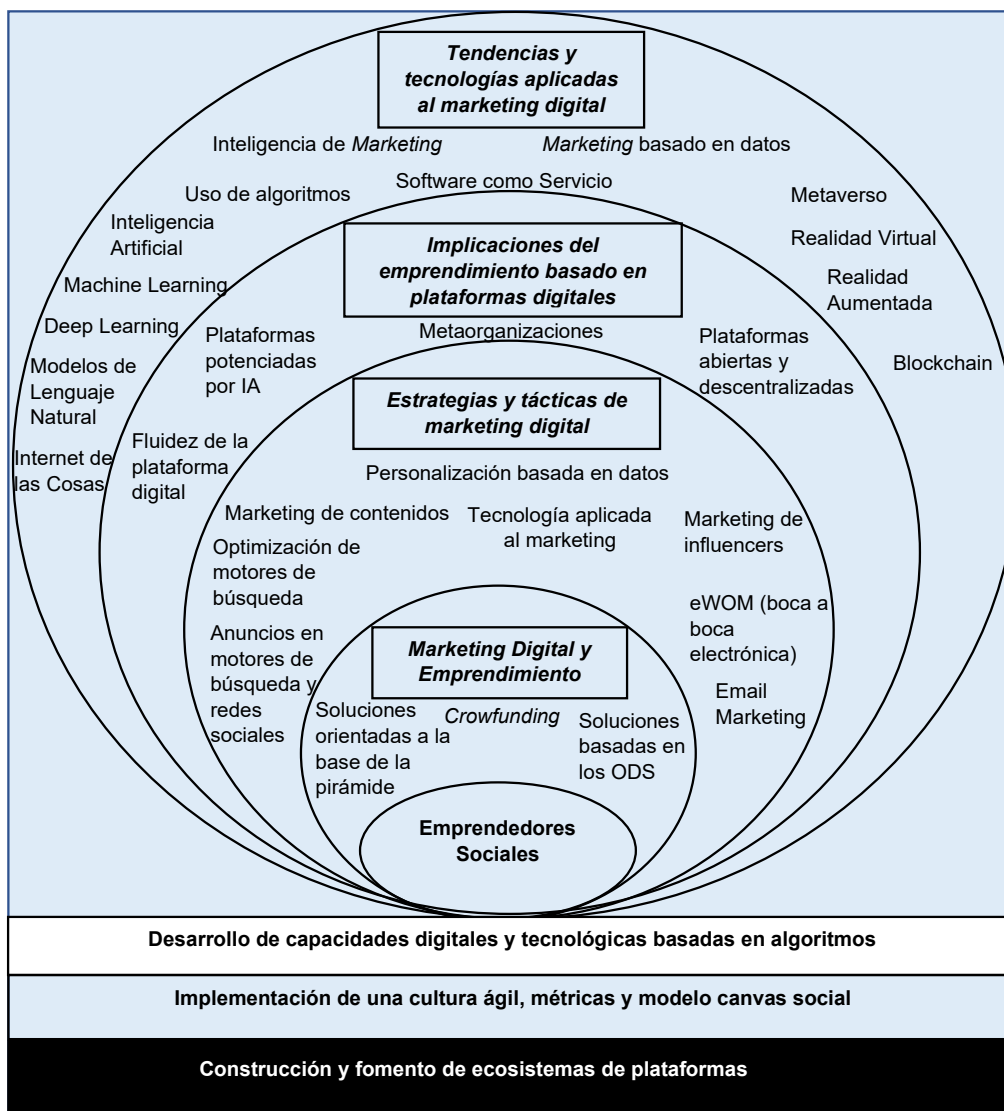 Tendencias y
tecnologías aplicadas
al marketing digital
Inteligencia de Marketing
Marketing basado en datos
Software como Servicio
Uso de algoritmos
Inteligencia
Artificial
Machine Learning
Deep Learning
Modelos de
Lenguaje
Natural
Internet de
las Cosas
Metaverso
Realidad Virtual
Realidad
Aumentada
Blockchain
Implicaciones del
emprendimiento basado en
plataformas digitales
Metaorganizaciones
Plataformas
potenciadas
por IA
Plataformas
abiertas y
descentralizadas
Fluidez de la
plataforma
digital
Estrategias y tácticas de
marketing digital
Personalización basada en datos
Marketing de contenidos
Tecnología aplicada
al marketing
Marketing de
influencers
Optimización de
motores de
búsqueda
eWOM (boca a
boca
electrónica)
Anuncios en
motores de
búsqueda y
redes
sociales
Email
Marketing
Marketing Digital y
Emprendimiento
Crowfunding
Soluciones
orientadas a la
base de la
pirámide
Soluciones
basadas en
los ODS
Emprendedores
Sociales
Desarrollo de capacidades digitales y tecnológicas basadas en algoritmos
Implementación de una cultura ágil, métricas y modelo canvas social
Construcción y fomento de ecosistemas de plataformas